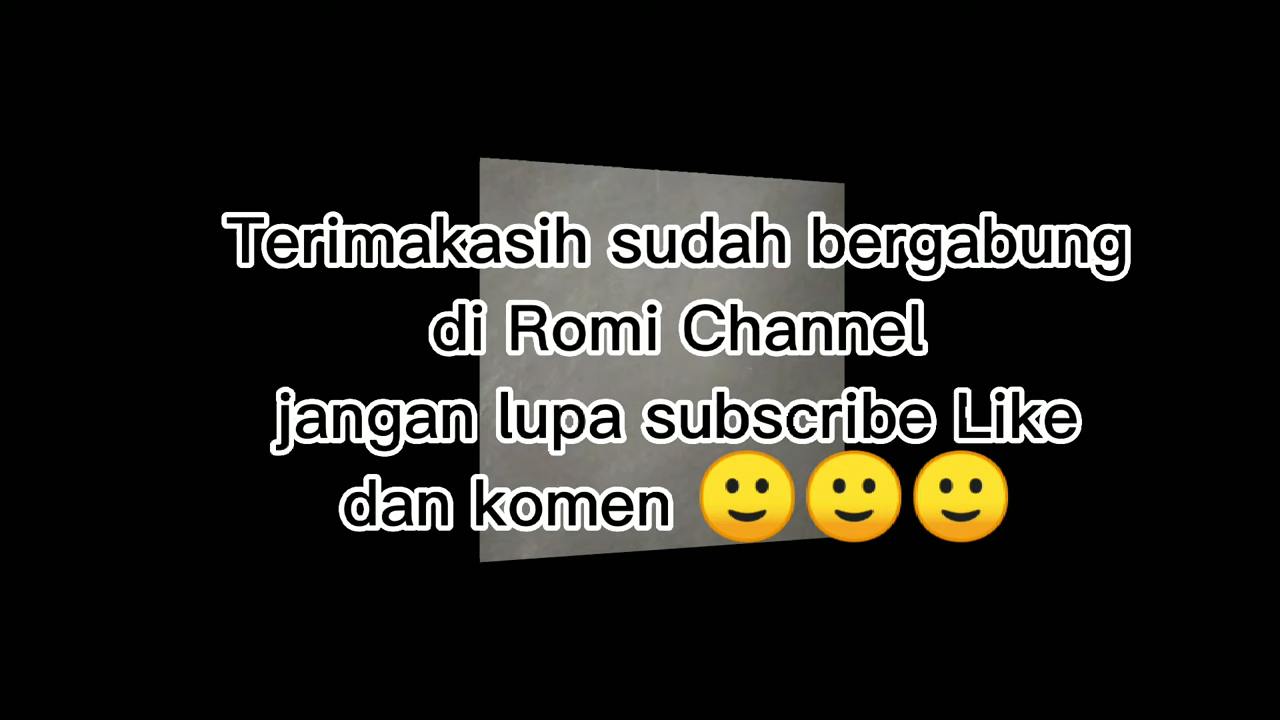 Terimakasih sudah bergabung
di Romi Channel
jangan lupa subscribe Like
dan komen 🙂🙂🙂